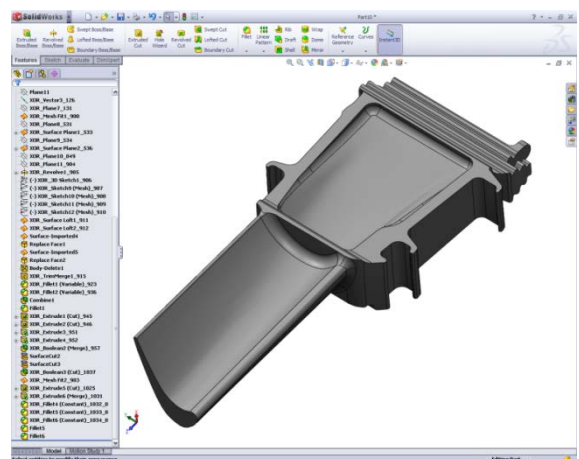 SolidWorks
Part1 *
Extruded Boss/Base
Revolved Boss/Base
Swept Boss/Base
Lofted Boss/Base
Boundary Boss/Base
Extruded Cut
Hole Wizard
Revolved Cut
Swept Cut
Lofted Cut
Boundary Cut
Fillet
Linear Pattern
Rib
Draft
Shell
Wrap
Dome
Mirror
Reference Geometry
Curves
Instant3D
Features
Sketch
Evaluate
DimXpert
Plane11
XOR_Vector3_126
XOR_Plane7_131
XOR_Plane8_531
XOR_Surface Plane1_533
XOR_Plane9_534
XOR_Surface Plane2_536
XOR_Plane10_849
XOR_Plane11_904
XOR_Revolve1_905
(-) XOR_3D Sketch1_906
(-) XOR_Sketch9 (Mesh)_907
(-) XOR_Sketch10 (Mesh)_908
(-) XOR_Sketch11 (Mesh)_909
(-) XOR_Sketch12 (Mesh)_910
XOR_Surface Loft1_911
XOR_Surface Loft2_912
Surface-Imported4
Replace Face1
Surface-Imported5
Replace Face2
Body-Delete1
XOR_TrimMerge1_915
XOR_Fillet1 (Variable)_923
XOR_Fillet2 (Variable)_936
Combine1
Fillet1
XOR_Extrude1 (Cut)_945
XOR_Extrude2 (Cut)_946
XOR_Extrude3_951
XOR_Extrude4_952
XOR_Boolean2 (Merge)_957
SurfaceCut2
SurfaceCut3
XOR_Boolean3 (Cut)_1037
XOR_Extrude5 (Cut)_1025
XOR_Extrude6 (Merge)_1031
XOR_Fillet4 (Constant)_1032_0
XOR_Fillet5 (Constant)_1033_0
XOR_Fillet6 (Constant)_1034_0
Fillet5
Fillet6
Model
Motion Study 1